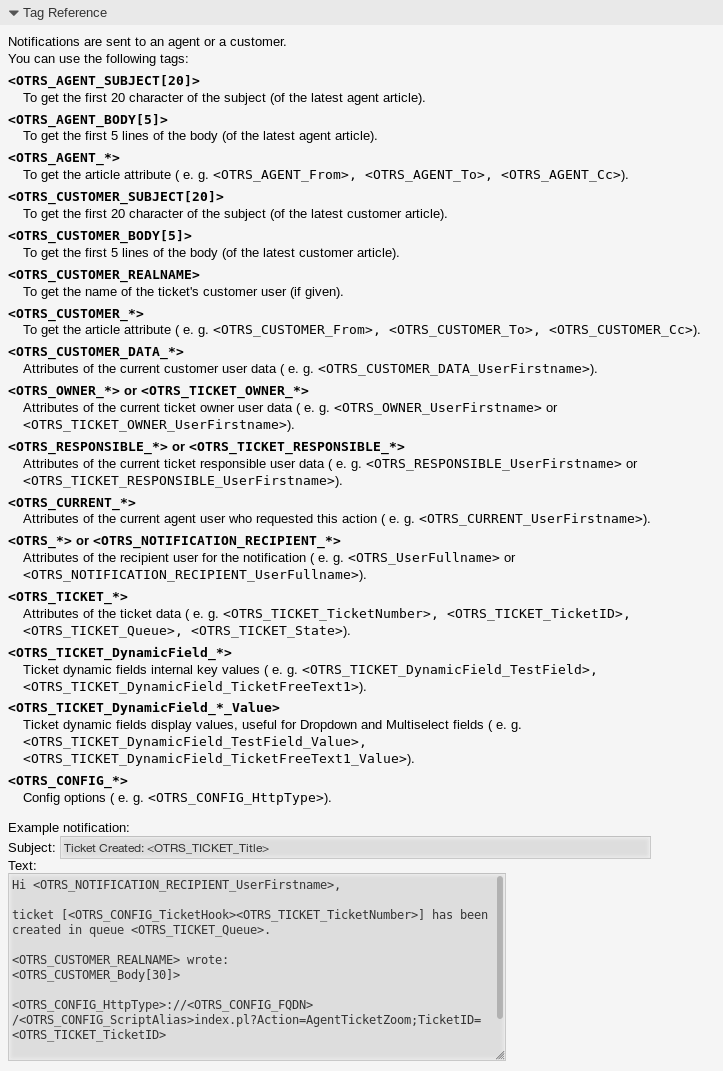 Tag Reference
Notifications are sent to an agent or a customer.
You can use the following tags:
<OTRS_AGENT_SUBJECT[20]>
To get the first 20 character of the subject (of the latest agent article).
<OTRS_AGENT_BODY[5]>
To get the first 5 lines of the body (of the latest agent article).
<OTRS_AGENT_*>
To get the article attribute ( e. g. <OTRS_AGENT_From>, <OTRS_AGENT_To>, <OTRS_AGENT_Cc>).
<OTRS_CUSTOMER_SUBJECT[20]>
To get the first 20 character of the subject (of the latest customer article).
<OTRS_CUSTOMER_BODY[5]>
To get the first 5 lines of the body (of the latest customer article).
<OTRS_CUSTOMER_REALNAME>
To get the name of the ticket's customer user (if given).
<OTRS_CUSTOMER_*>
To get the article attribute ( e. g. <OTRS_CUSTOMER_From>, <OTRS_CUSTOMER_To>, <OTRS_CUSTOMER_Cc>).
<OTRS_CUSTOMER_DATA_*>
Attributes of the current customer user data ( e. g. <OTRS_CUSTOMER_DATA_UserFirstname>).
<OTRS_OWNER_*> or <OTRS_TICKET_OWNER_*>
Attributes of the current ticket owner user data ( e. g. <OTRS_OWNER_UserFirstname> or
<OTRS_TICKET_OWNER_UserFirstname>).
<OTRS_RESPONSIBLE_*> or <OTRS_TICKET_RESPONSIBLE_*>
Attributes of the current ticket responsible user data ( e. g. <OTRS_RESPONSIBLE_UserFirstname> or
<OTRS_TICKET_RESPONSIBLE_UserFirstname>).
<OTRS_CURRENT_*>
Attributes of the current agent user who requested this action ( e. g. <OTRS_CURRENT_UserFirstname>).
<OTRS_*> or <OTRS_NOTIFICATION_RECIPIENT_*>
Attributes of the recipient user for the notification ( e. g. <OTRS_UserFullname> or
<OTRS_NOTIFICATION_RECIPIENT_UserFullname>).
<OTRS_TICKET_*>
Attributes of the ticket data ( e. g. <OTRS_TICKET_TicketNumber>, <OTRS_TICKET_TicketID>,
<OTRS_TICKET_Queue>, <OTRS_TICKET_State>).
<OTRS_TICKET_DynamicField_*>
Ticket dynamic fields internal key values ( e. g. <OTRS_TICKET_DynamicField_TestField>,
<OTRS_TICKET_DynamicField_TicketFreeText1>).
<OTRS_TICKET_DynamicField_*_Value>
Ticket dynamic fields display values, useful for Dropdown and Multiselect fields ( e. g.
<OTRS_TICKET_DynamicField_TestField_Value>,
<OTRS_TICKET_DynamicField_TicketFreeText1_Value>).
<OTRS_CONFIG_*>
Config options ( e. g. <OTRS_CONFIG_HttpType>).
Example notification:
Subject: Ticket Created: <OTRS_TICKET_Title>
Text:
Hi <OTRS_NOTIFICATION_RECIPIENT_UserFirstname>,
ticket [<OTRS_CONFIG_TicketHook><OTRS_TICKET_TicketNumber>] has been
created in queue <OTRS_TICKET_Queue>.
<OTRS_CUSTOMER_REALNAME> wrote:
<OTRS_CUSTOMER_Body[30]>
<OTRS_CONFIG_HttpType>://<OTRS_CONFIG_FQDN>
/<OTRS_CONFIG_ScriptAlias>index.pl?Action=AgentTicketZoom;TicketID=
<OTRS_TICKET_TicketID>